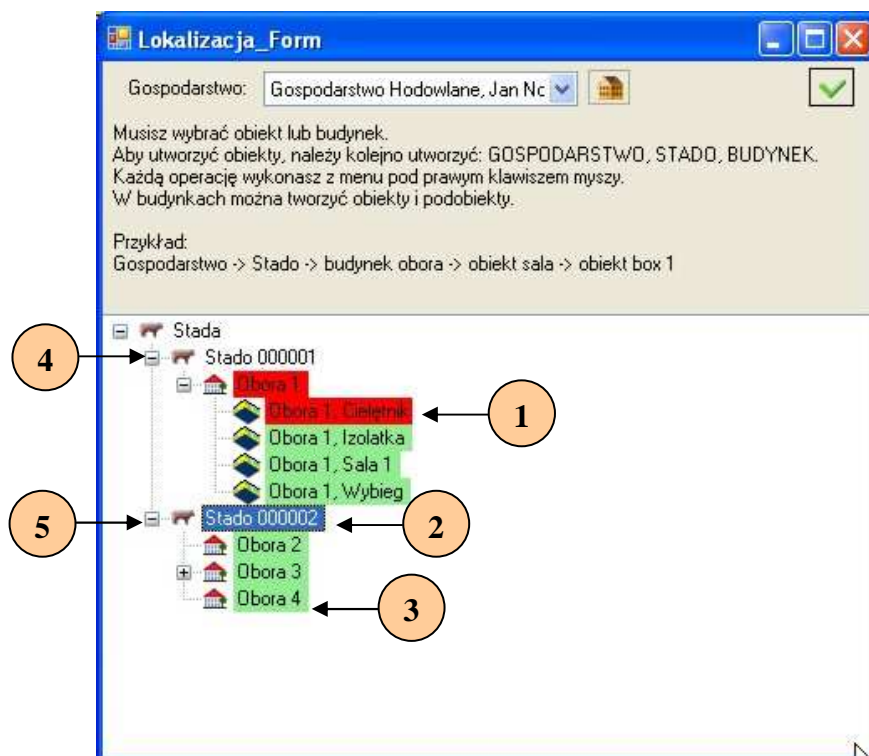 Lokalizacja_Form
Gospodarstwo: Gospodarstwo Hodowlane, Jan Nc
Musisz wybrać obiekt lub budynek.
Aby utworzyć obiekty, należy kolejno utworzyć: GOSPODARSTWO, STADO, BUDYNEK.
Każdą operację wykonasz z menu pod prawym klawiszem myszy.
W budynkach można tworzyć obiekty i podobiekty.
Przykład:
Gospodarstwo -> Stado -> budynek obora -> obiekt sala -> obiekt box 1
Stada
4 Stado 000001
Obora 1
Obora 1, Cielętnik 1
Obora 1, Izolatka
Obora 1, Sala 1
Obora 1, Wybieg
5 Stado 000002 2
Obora 2
Obora 3
Obora 4 3